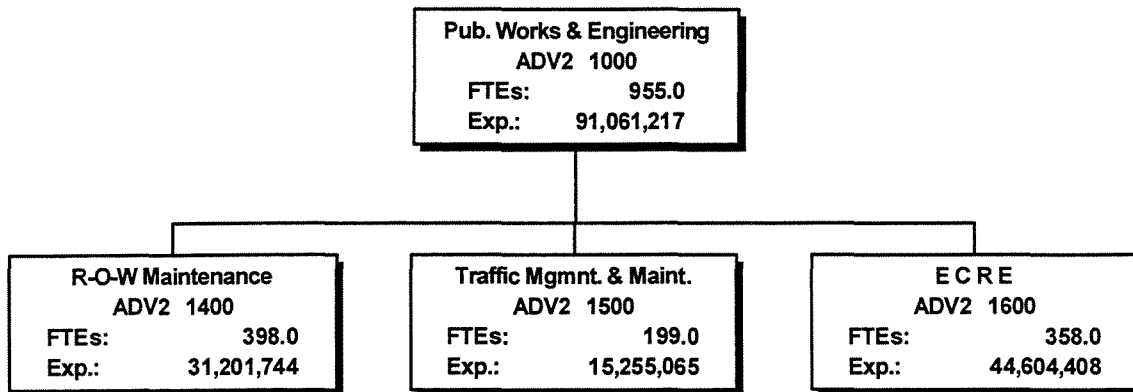 Pub. Works & Engineering
ADV2 1000
FTEs: 955.0
Exp.: 91,061,217
R-O-W Maintenance
ADV2 1400
FTEs: 398.0
Exp.: 31,201,744
Traffic Mgmnt. & Maint.
ADV2 1500
FTEs: 199.0
Exp.: 15,255,065
E C R E
ADV2 1600
FTEs: 358.0
Exp.: 44,604,408